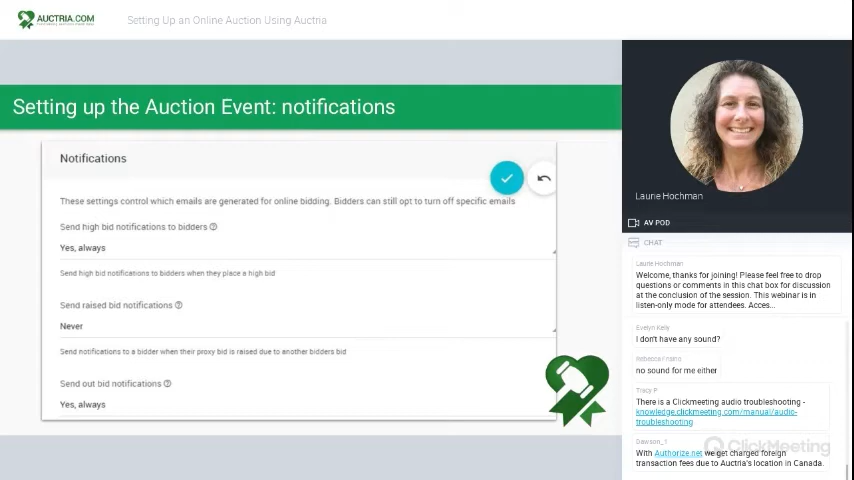 AUCTRIA.COM
Setting Up an Online Auction Using Auctria
Setting up the Auction Event: notifications
Notifications
These settings control which emails are generated for online bidding. Bidders can still opt to turn off specific emails
Send high bid notifications to bidders
Yes, always
Send high bid notifications to bidders when they place a high bid
Send raised bid notifications
Never
Send notifications to a bidder when their proxy bid is raised due to another bidders bid
Send out bid notifications
Yes, always
Laurie Hochman
AV POD
CHAT
Laurie Hochman
Welcome, thanks for joining! Please feel free to drop
questions or comments in this chat box for discussion
at the conclusion of the session. This webinar is in
listen-only mode for attendees. Acces...
Evelyn Kelly
I don't have any sound?
Rebecca
no sound for me either
Tracy P
There is a Clickmeeting audio troubleshooting -
knowledge.clickmeeting.com/manual/audio-
troubleshooting
Dawson_1
With Authorize.net we get charged foreign
transaction fees due to Auctria's location in Canada.
ClickMeeting